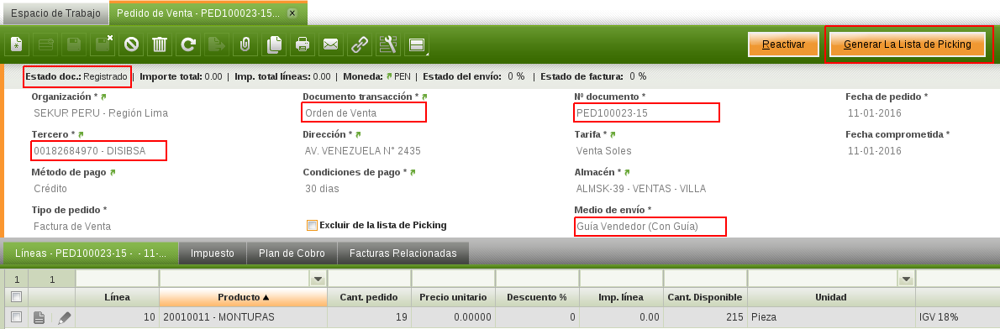 Espacio de Trabajo Pedido de Venta - PED100023-15... x
Reactivar Generar La Lista de Picking
Estado doc.: Registrado | Importe total: 0.00 | Imp. total líneas: 0.00 | Moneda: PEN | Estado del envío: 0 % | Estado de factura: 0 %
Organización * Documento transacción * Nº documento * Fecha de pedido *
SEKUR PERU - Región Lima Orden de Venta PED100023-15 11-01-2016
Tercero * Dirección * Tarifa * Fecha comprometida *
00182684970 - DISIBSA AV. VENEZUELA N° 2435 Venta Soles 11-01-2016
Método de pago Condiciones de pago * Almacén *
Crédito 30 dias ALMSK-39 - VENTAS - VILLA
Tipo de pedido * Medio de envío *
Factura de Venta Excluir de la lista de Picking Guía Vendedor (Con Guía)
Líneas - PED100023-15 - - 11-... Impuesto Plan de Cobro Facturas Relacionadas
1 1
Línea Producto Cant. pedido Precio unitario Descuento % Imp. línea Cant. Disponible Unidad
10 20010011 - MONTURAS 19 0.00000 0 0.00 215 Pieza IGV 18%